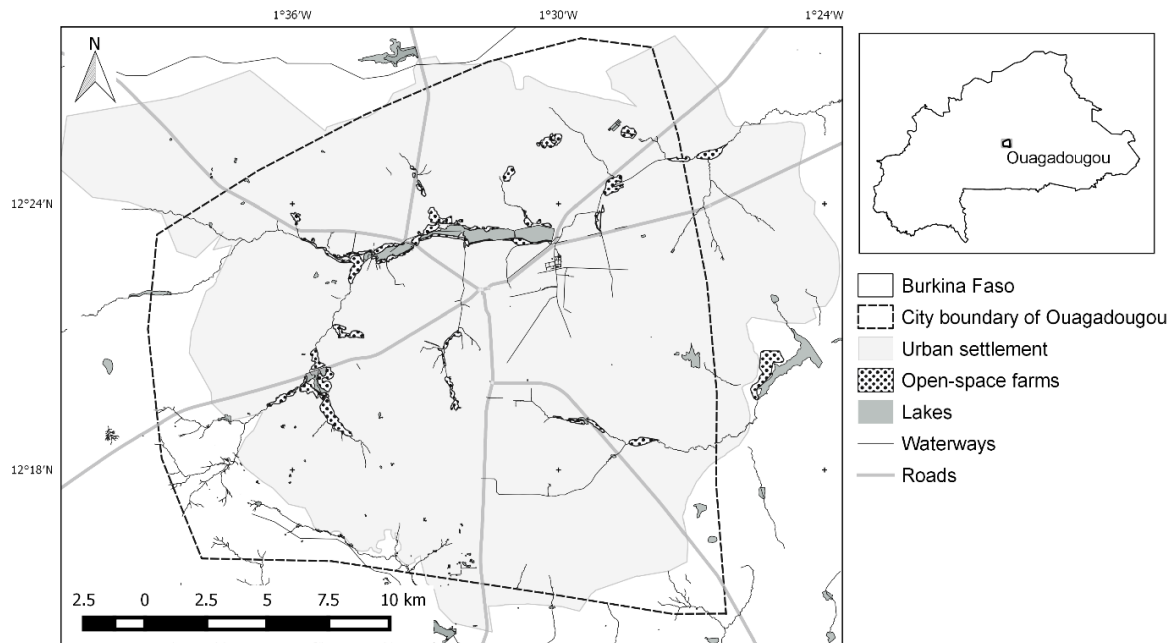 1°36'W 1°30'W 1°24'W
N
12°24'N
12°18'N
2.5 0 2.5 5 7.5 10 km
Ouagadougou
Burkina Faso
City boundary of Ouagadougou
Urban settlement
Open-space farms
Lakes
Waterways
Roads